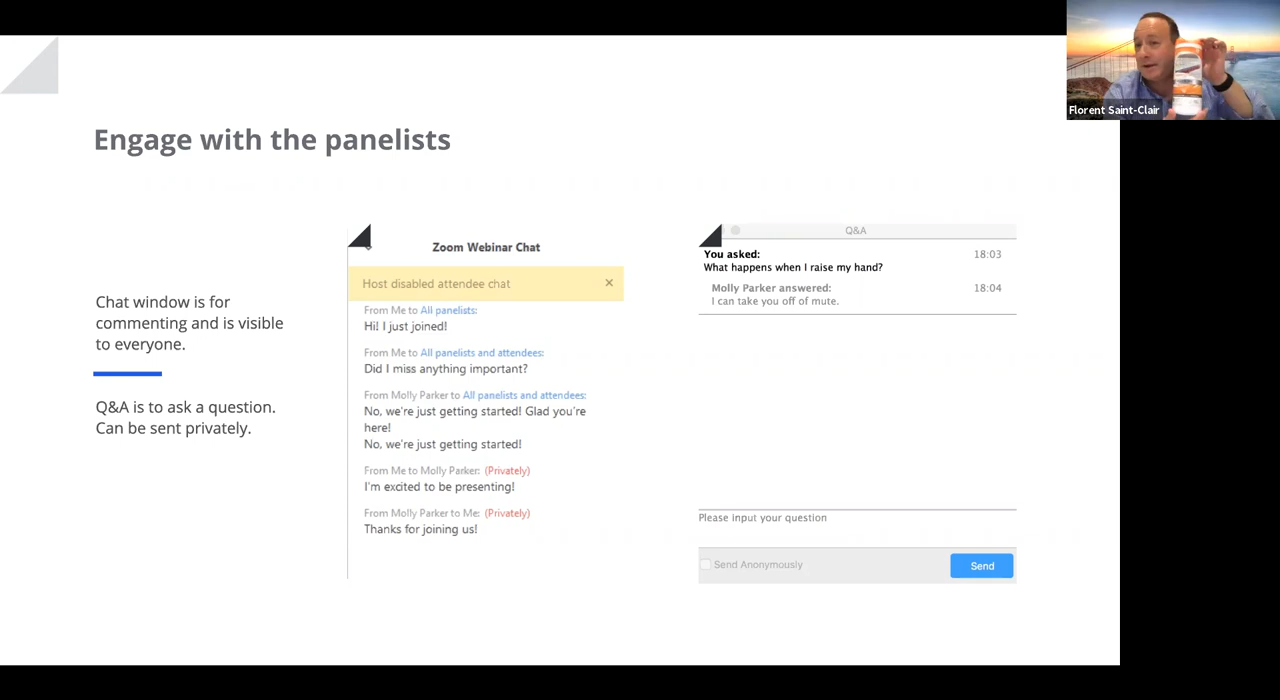 Florent Saint-Clair
Engage with the panelists
Chat window is for
commenting and is visible
to everyone.
Q&A is to ask a question.
Can be sent privately.
Zoom Webinar Chat
Host disabled attendee chat
From Me to All panelists:
Hi! I just joined!
From Me to All panelists and attendees:
Did I miss anything important?
From Molly Parker to All panelists and attendees:
No, we're just getting started! Glad you're
here!
No, we're just getting started!
From Me to Molly Parker: (Privately)
I'm excited to be presenting!
From Molly Parker to Me: (Privately)
Thanks for joining us!
Q&A
You asked: 18:03
What happens when I raise my hand?
Molly Parker answered: 18:04
I can take you off of mute.
Please input your question
Send Anonymously
Send